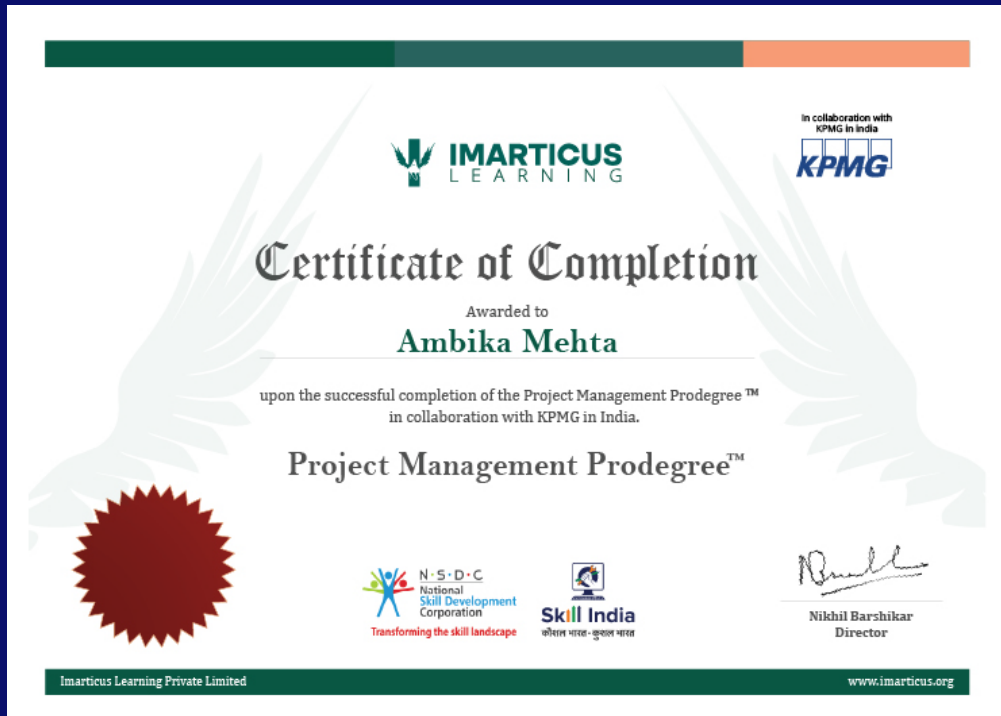 In collaboration with
KPMG in india
KPMG
IMARTICUS
LEARNING
Certificate of Completion
Awarded to
Ambika Mehta
upon the successful completion of the Project Management Prodegree ™
in collaboration with KPMG in India.
Project Management Prodegree™
N·S·D·C
National
Skill Development
Corporation
Transforming the skill landscape
Skill India
कौशल भारत - कुशल भारत
Nikhil Barshikar
Director
Imarticus Learning Private Limited
www.imarticus.org